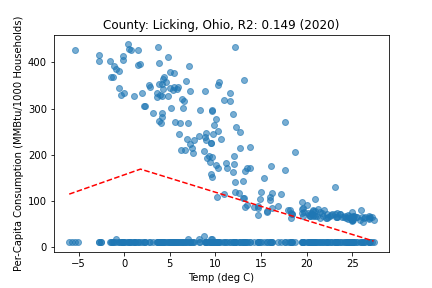 County: Licking, Ohio, R2: 0.149 (2020)
Per-Capita Consumption (MMBtu/1000 Households)
400
300
200
100
0
−5 0 5 10 15 20 25
Temp (deg C)